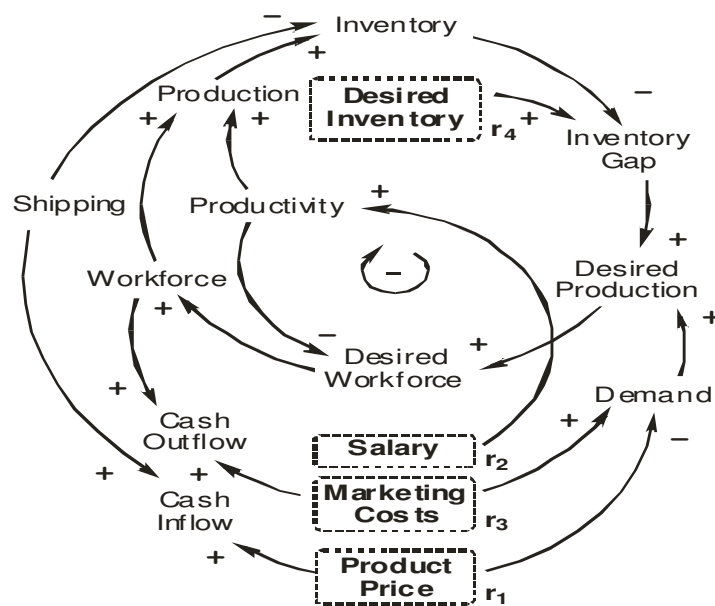 −
Inventory
+
Production
Desired
Inventory
r4
+
−
+
+
Inventory
Gap
Shipping
Productivity
+
+
Workforce
−
Desired
Production
+
+
−
Desired
Workforce
+
Demand
+
+
−
Cash
Outflow
Salary
r2
+
+
Cash
Inflow
Marketing
Costs
r3
+
Product
Price
r1